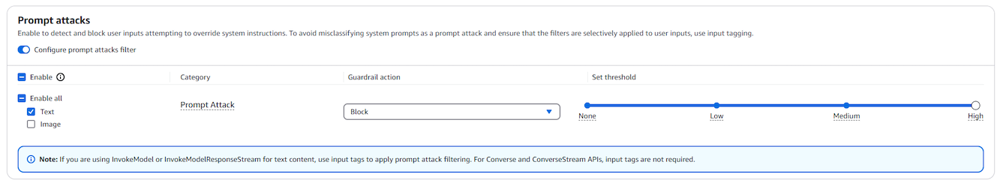 Prompt attacks
Enable to detect and block user inputs attempting to override system instructions. To avoid misclassifying system prompts as a prompt attack and ensure that the filters are selectively applied to user inputs, use input tagging.
Configure prompt attacks filter
Enable Category Guardrail action Set threshold
Enable all
Text
Image
Prompt Attack
Block
None Low Medium High
Note: If you are using InvokeModel or InvokeModelResponseStream for text content, use input tags to apply prompt attack filtering. For Converse and ConverseStream APIs, input tags are not required.